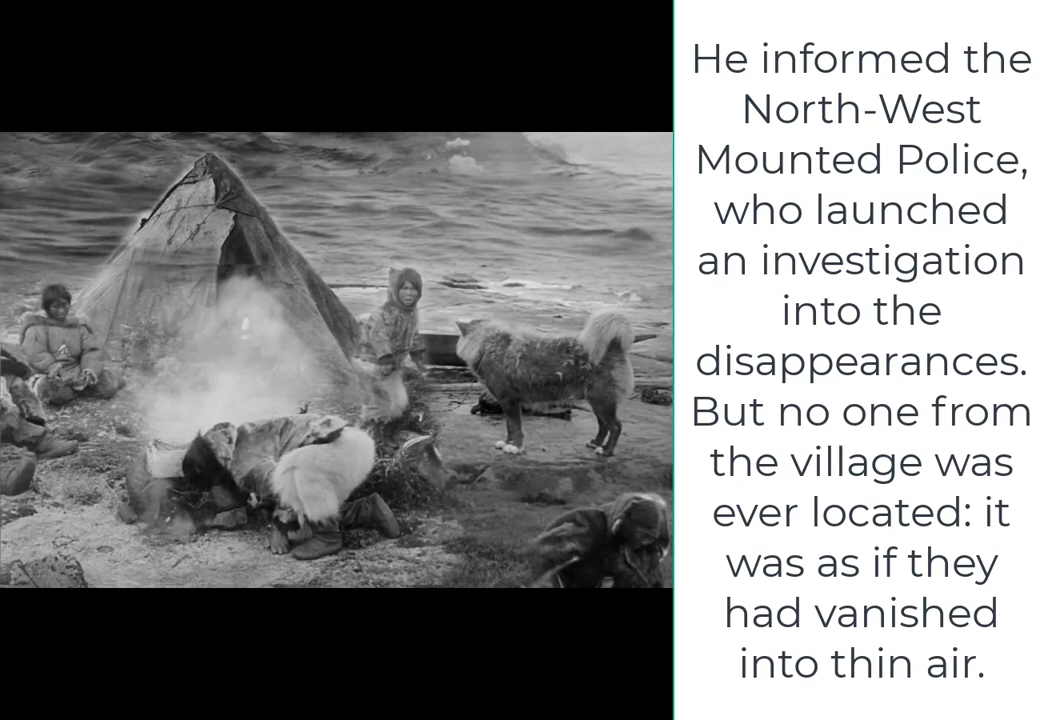 He informed the
North-West
Mounted Police,
who launched
an investigation
into the
disappearances.
But no one from
the village was
ever located: it
was as if they
had vanished
into thin air.